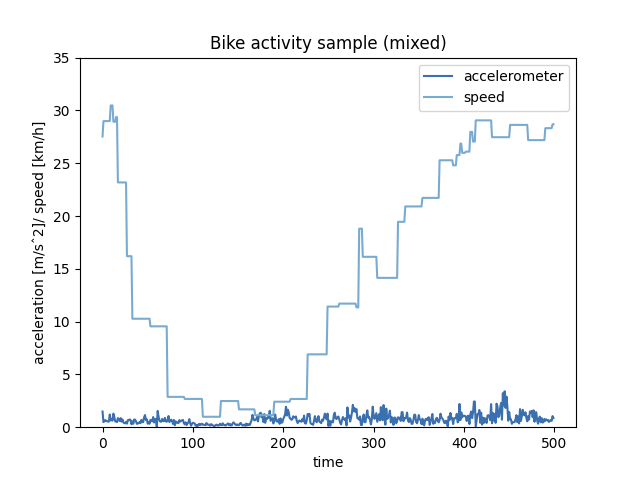 Bike activity sample (mixed)
accelerometer
speed
35
30
25
20
15
10
5
0
acceleration [m/s^2]/ speed [km/h]
0 100 200 300 400 500
time